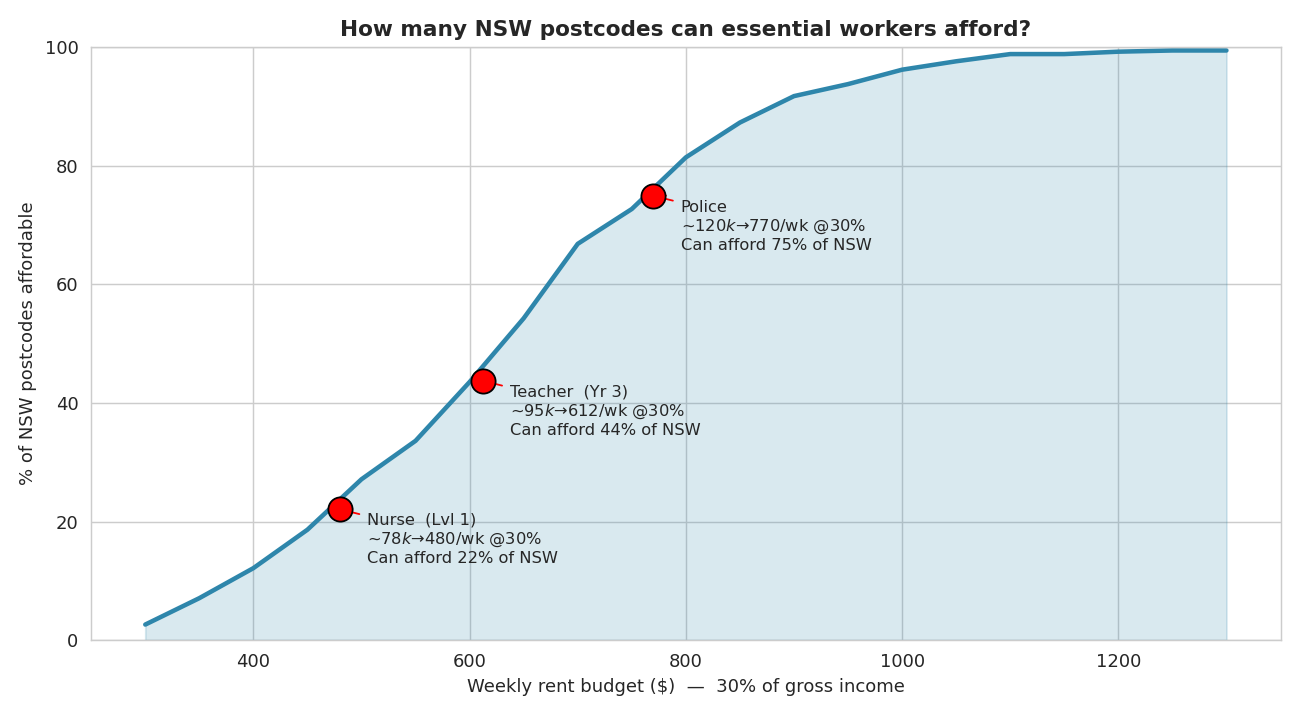 How many NSW postcodes can essential workers afford?
% of NSW postcodes affordable
100
80
60
40
20
0
Police
~120k→770/wk @30%
Can afford 75% of NSW
Teacher  (Yr 3)
~95k→612/wk @30%
Can afford 44% of NSW
Nurse  (Lvl 1)
~78k→480/wk @30%
Can afford 22% of NSW
400
600
800
1000
1200
Weekly rent budget ($)  —  30% of gross income